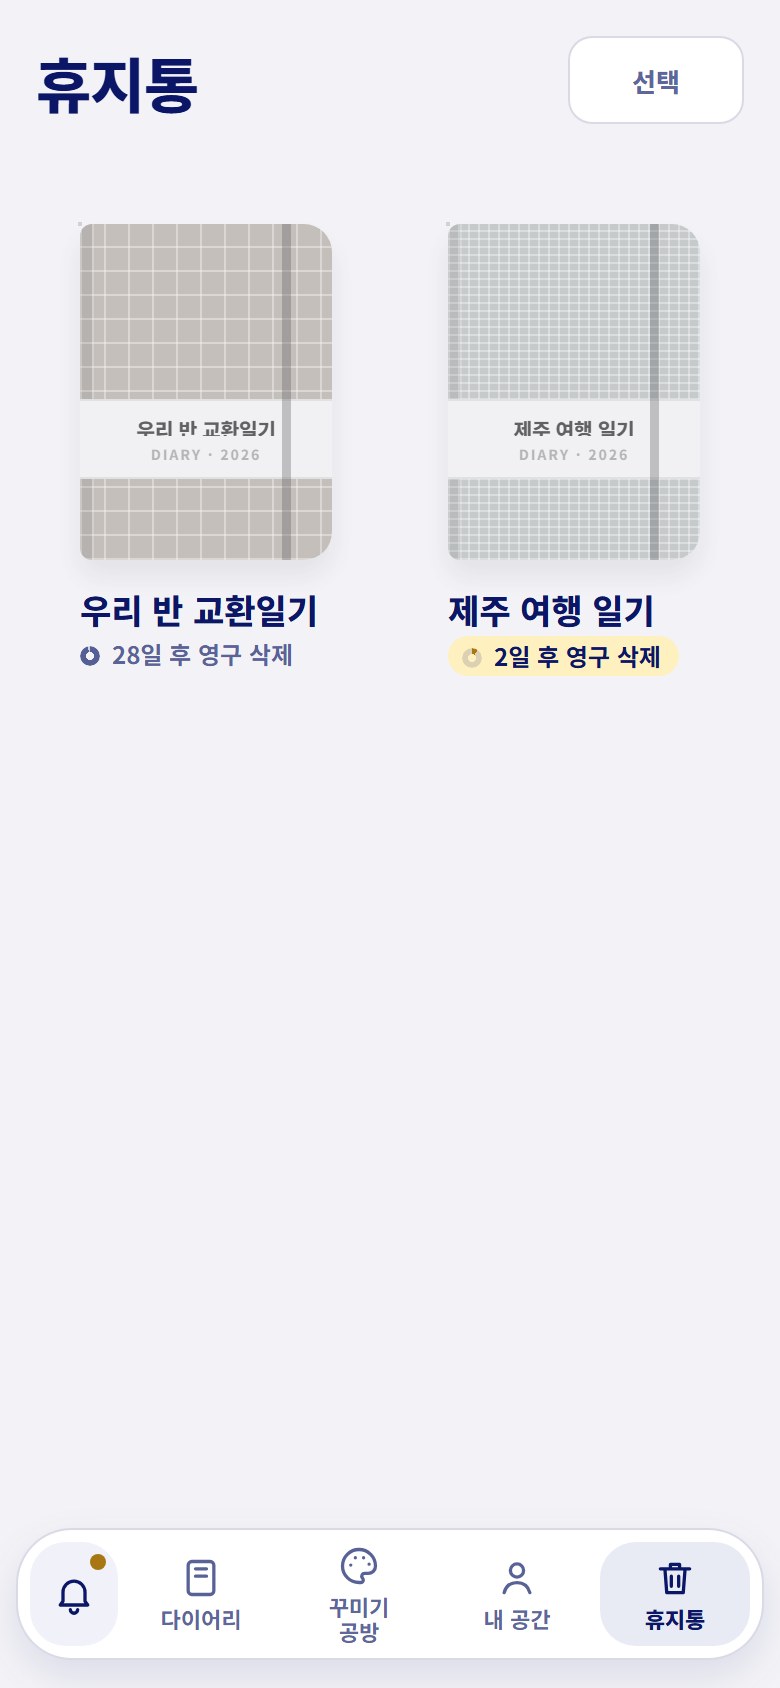 휴지통
선택
우리 반 교환일기
DIARY · 2026
제주 여행 일기
DIARY · 2026
우리 반 교환일기
28일 후 영구 삭제
제주 여행 일기
2일 후 영구 삭제
다이어리
꾸미기
공방
내 공간
휴지통